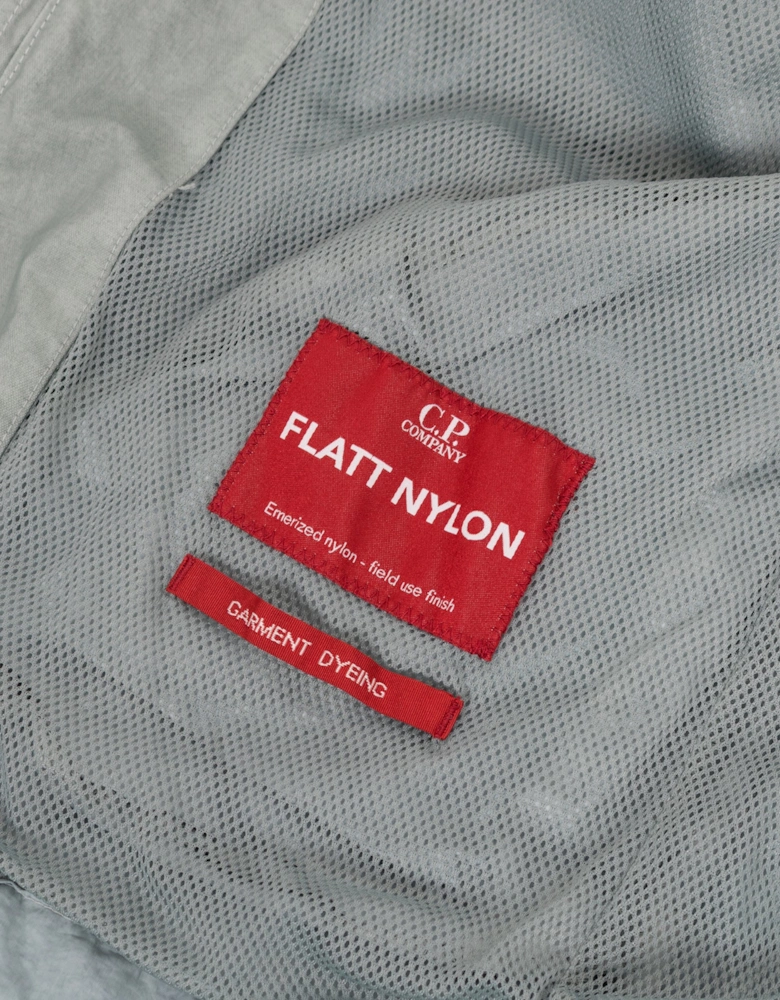 C.P.
COMPANY
FLATT NYLON
Emerized nylon - field use finish
GARMENT DYEING